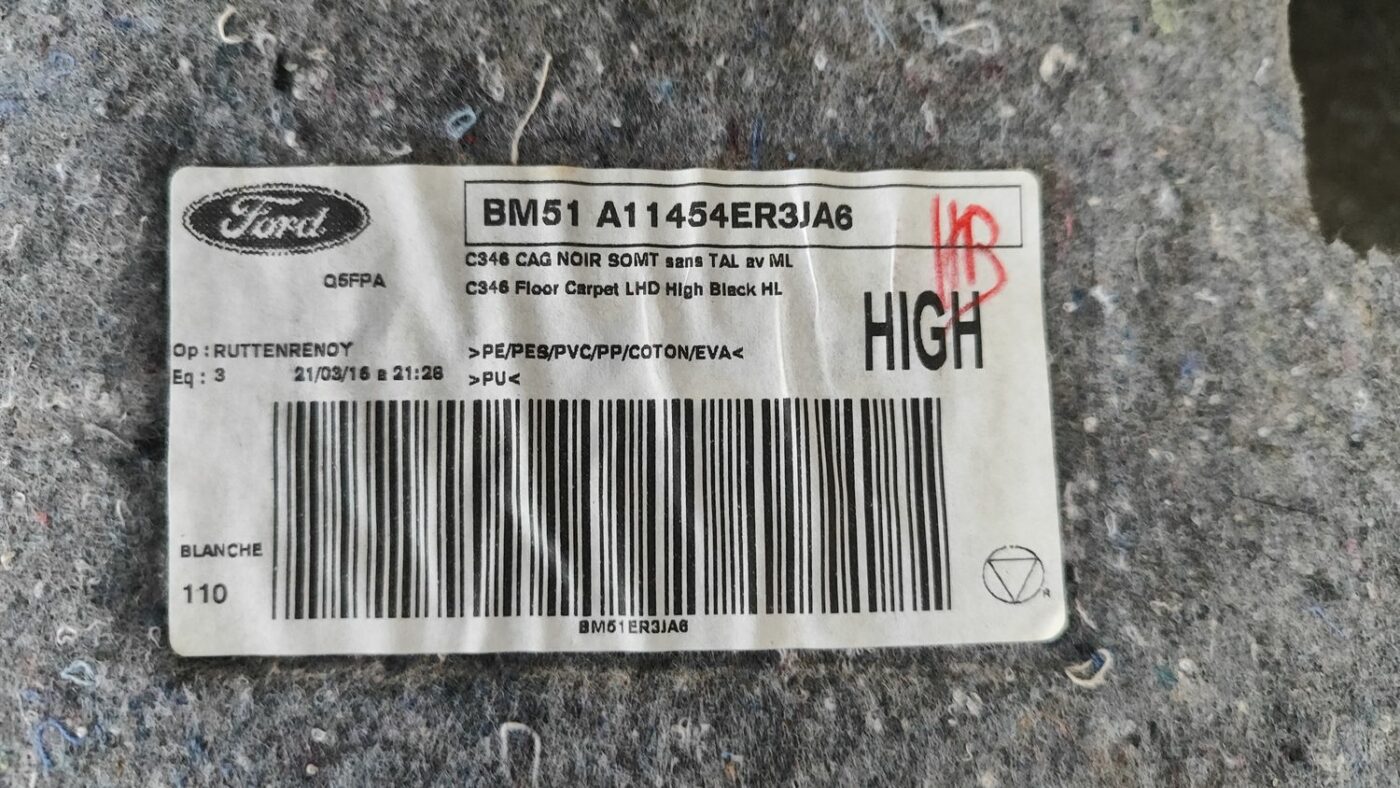 Ford
BM51 A11454ER3JA6
HB
C346 CAG NOIR SOMT sans TAL av ML
Q5FPA
C346 Floor Carpet LHD High Black HL
HIGH
Op : RUTTENRENOY
>PE/PES/PVC/PP/COTON/EVA<
Eq : 3 21/03/16 a 21:26
>PU<
BLANCHE
110
R
BM51ER3JA6